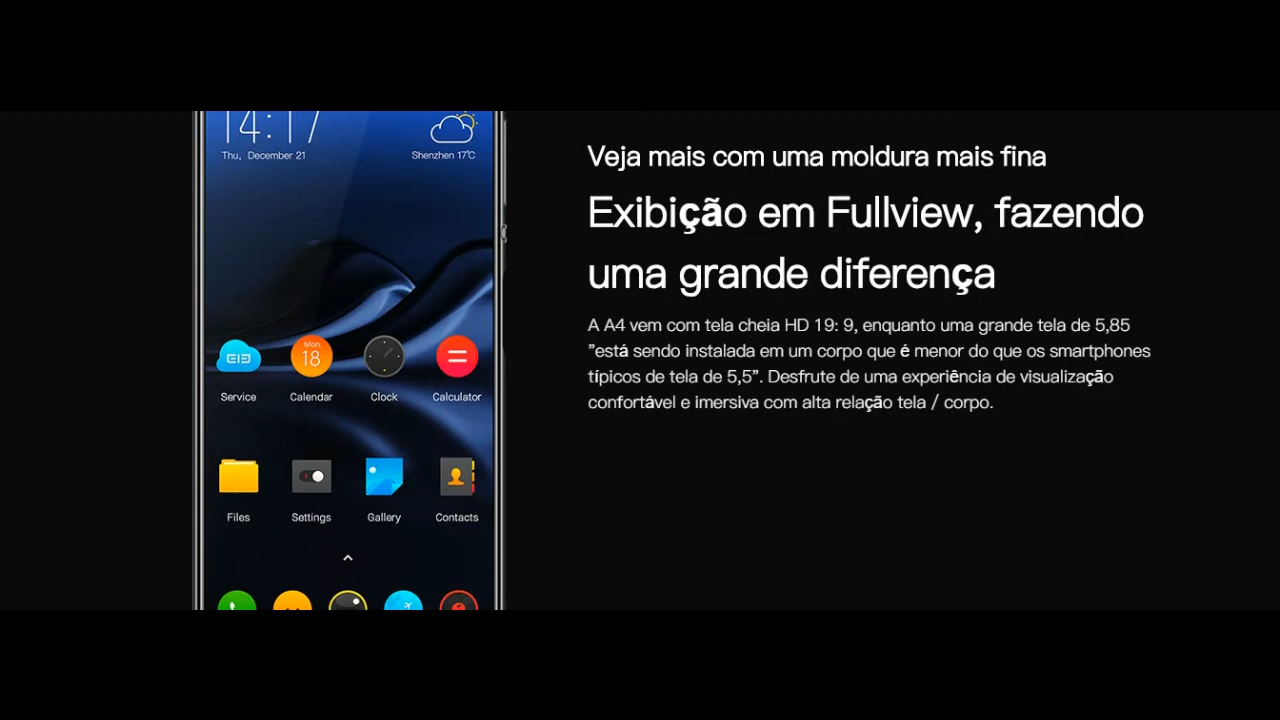 14:17
Thu, December 21
Shenzhen 17℃
Veja mais com uma moldura mais fina
Exibição em Fullview, fazendo
uma grande diferença
A A4 vem com tela cheia HD 19: 9, enquanto uma grande tela de 5,85
"está sendo instalada em um corpo que é menor do que os smartphones
típicos de tela de 5,5". Desfrute de uma experiência de visualização
confortável e imersiva com alta relação tela / corpo.
Mon.
18
Service Calendar Clock Calculator
Files Settings Gallery Contacts